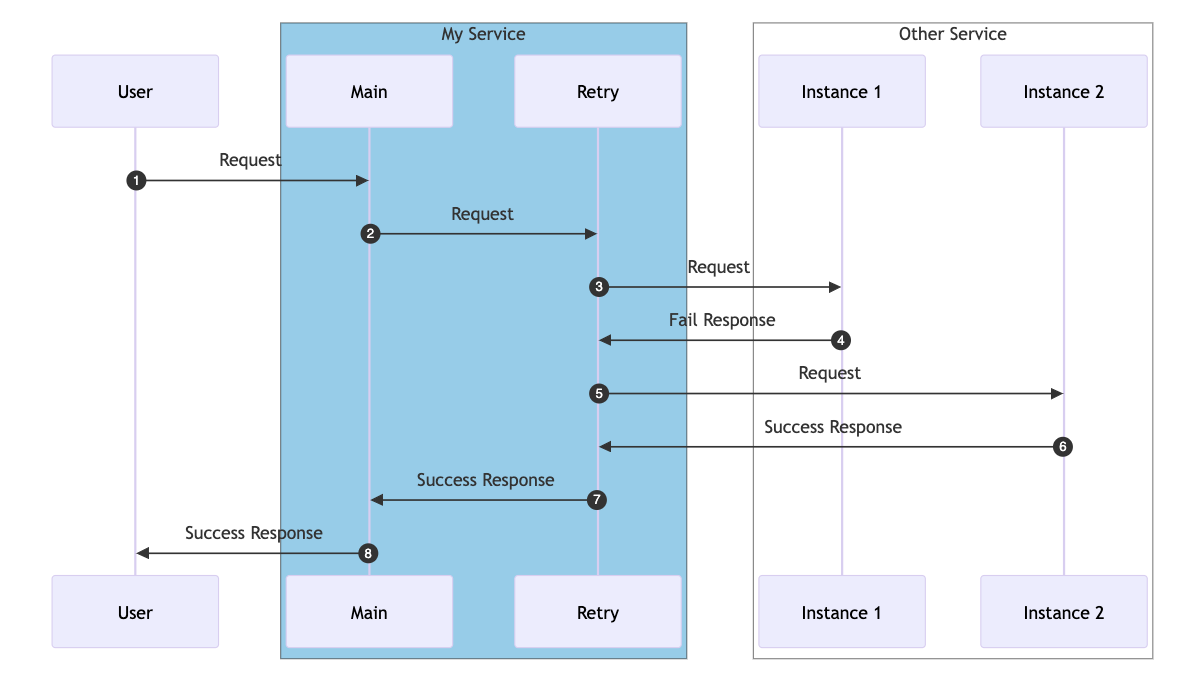 My Service
Other Service
User
Main
Retry
Instance 1
Instance 2
Request
1
Request
2
Request
3
Fail Response
4
Request
5
Success Response
6
Success Response
7
Success Response
8
User
Main
Retry
Instance 1
Instance 2